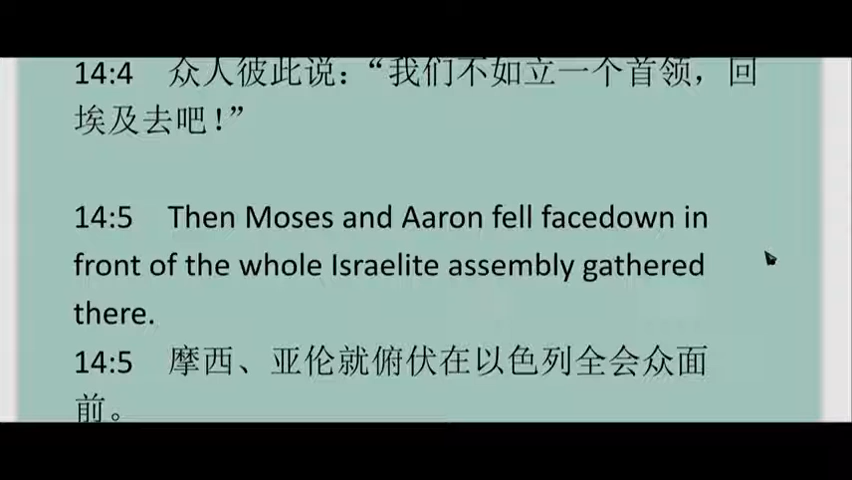 14:4 众人彼此说：“我们不如立一个首领，回
埃及去吧！”
14:5 Then Moses and Aaron fell facedown in
front of the whole Israelite assembly gathered
there.
14:5 摩西、亚伦就俯伏在以色列全会众面
前。